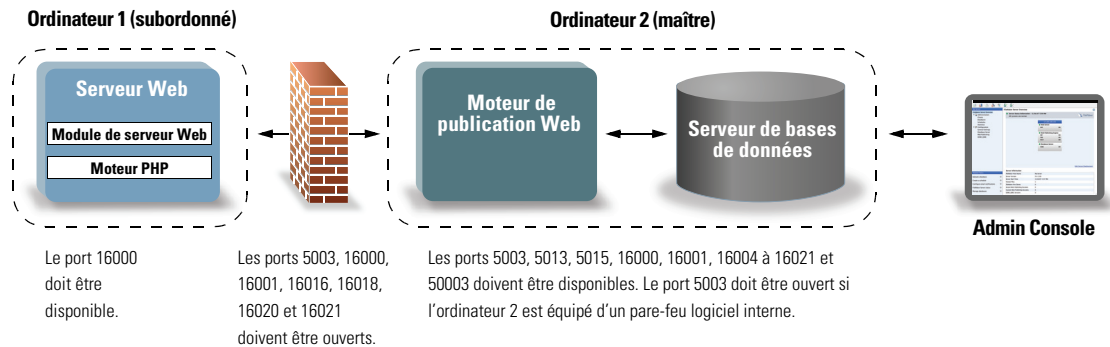 Ordinateur 1 (subordonné)
Ordinateur 2 (maître)
Serveur Web
Module de serveur Web
Moteur PHP
Moteur de
publication Web
Serveur de bases
de données
Admin Console
Le port 16000
doit être
disponible.
Les ports 5003, 16000,
16001, 16016, 16018,
16020 et 16021
doivent être ouverts.
Les ports 5003, 5013, 5015, 16000, 16001, 16004 à 16021 et
50003 doivent être disponibles. Le port 5003 doit être ouvert si
l’ordinateur 2 est équipé d’un pare-feu logiciel interne.